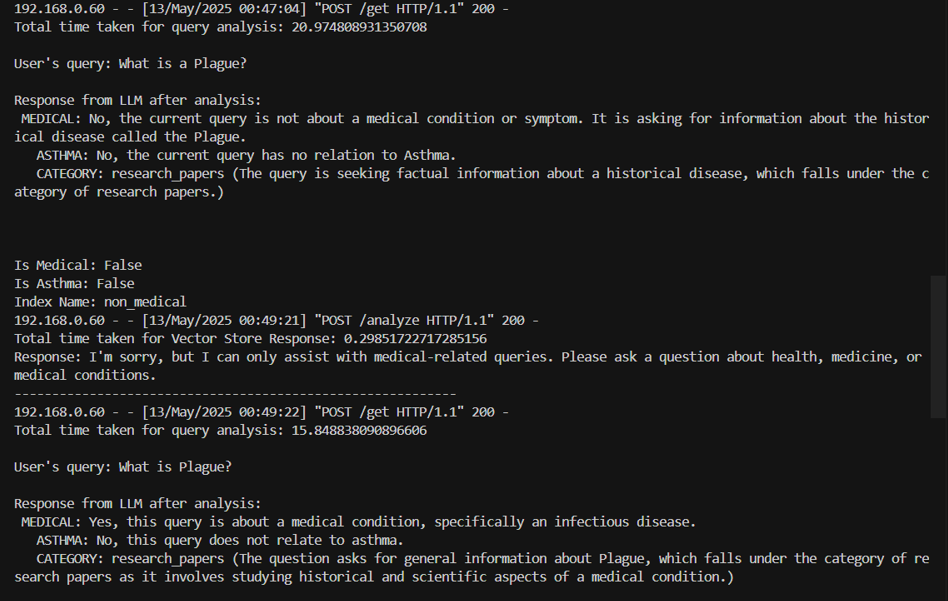 192.168.0.60 - - [13/May/2025 00:47:04] "POST /get HTTP/1.1" 200 -
Total time taken for query analysis: 20.974808931350708
User's query: What is a Plague?
Response from LLM after analysis:
MEDICAL: No, the current query is not about a medical condition or symptom. It is asking for information about the histor
ical disease called the Plague.
ASTHMA: No, the current query has no relation to Asthma.
CATEGORY: research_papers (The query is seeking factual information about a historical disease, which falls under the c
ategory of research papers.)
Is Medical: False
Is Asthma: False
Index Name: non_medical
192.168.0.60 - - [13/May/2025 00:49:21] "POST /analyze HTTP/1.1" 200 -
Total time taken for Vector Store Response: 0.29851722717285156
Response: I'm sorry, but I can only assist with medical-related queries. Please ask a question about health, medicine, or
medical conditions.
-----------------------------------------------------------
192.168.0.60 - - [13/May/2025 00:49:22] "POST /get HTTP/1.1" 200 -
Total time taken for query analysis: 15.848838090896606
User's query: What is Plague?
Response from LLM after analysis:
MEDICAL: Yes, this query is about a medical condition, specifically an infectious disease.
ASTHMA: No, this query does not relate to asthma.
CATEGORY: research_papers (The question asks for general information about Plague, which falls under the category of re
search papers as it involves studying historical and scientific aspects of a medical condition.)